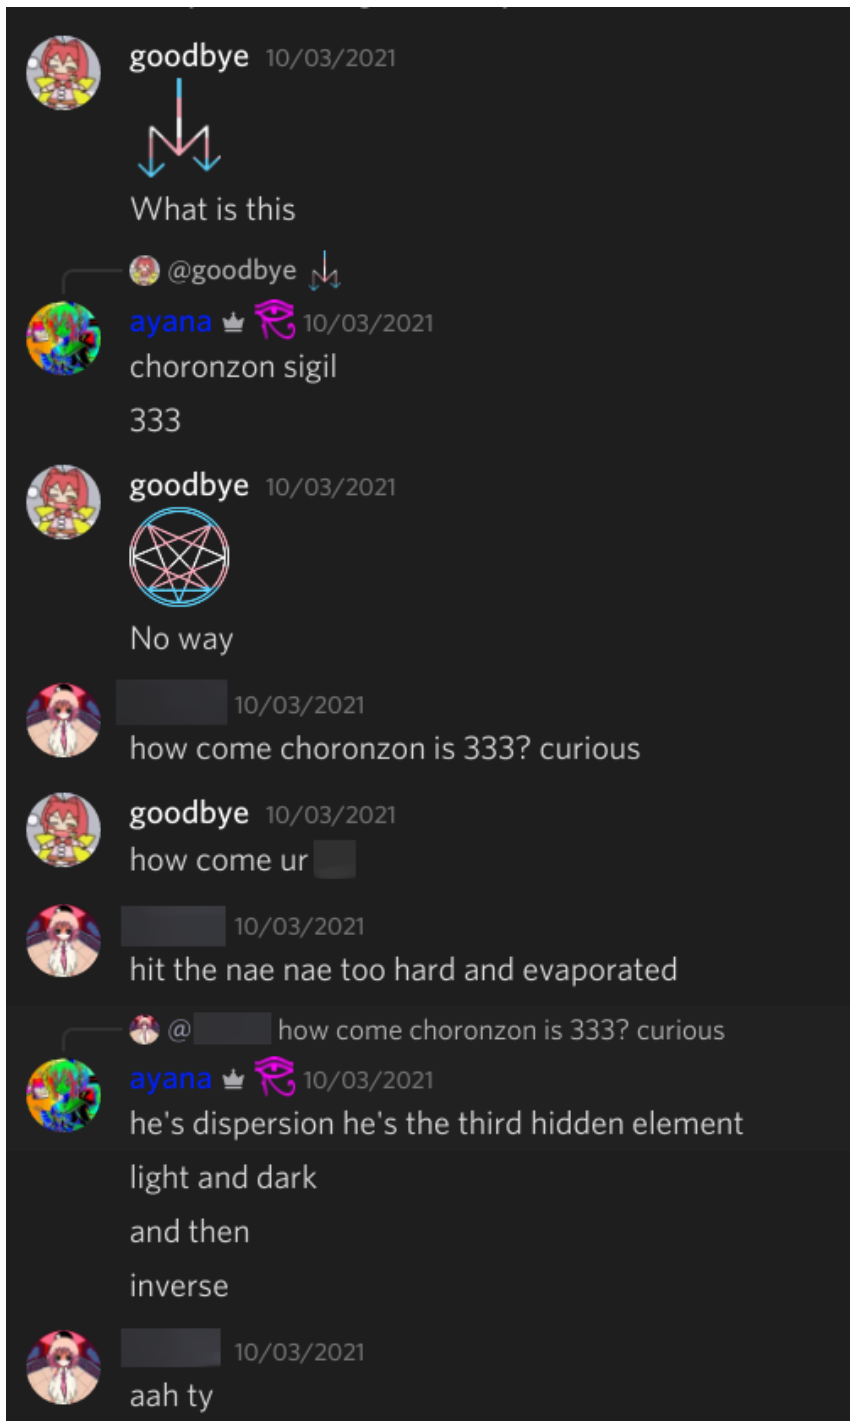 goodbye 10/03/2021
What is this
@goodbye
ayana 10/03/2021
choronzon sigil
333
goodbye 10/03/2021
No way
10/03/2021
how come choronzon is 333? curious
goodbye 10/03/2021
how come ur
10/03/2021
hit the nae nae too hard and evaporated
@ how come choronzon is 333? curious
ayana 10/03/2021
he's dispersion he's the third hidden element
light and dark
and then
inverse
10/03/2021
aah ty